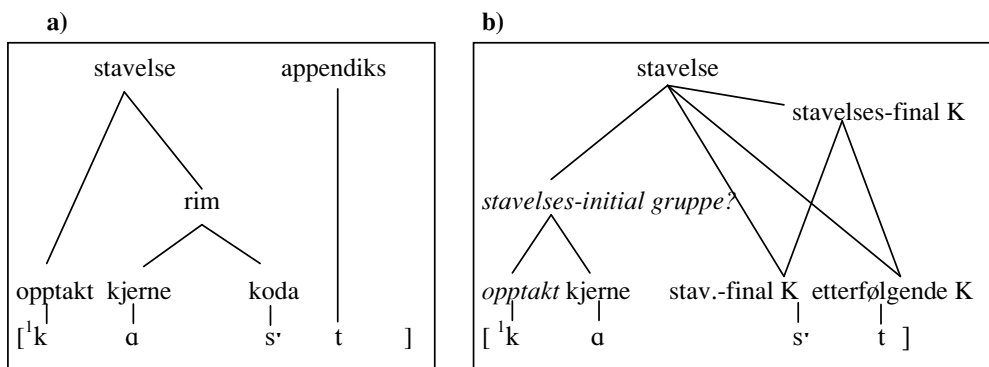 a)
stavelse appendiks
rim
opptakt kjerne koda
[¹k ɑ sˑ t ]
b)
stavelse
stavelses-final K
stavelses-initial gruppe?
opptakt kjerne stav.-final K etterfølgende K
[ ¹k ɑ sˑ t ]